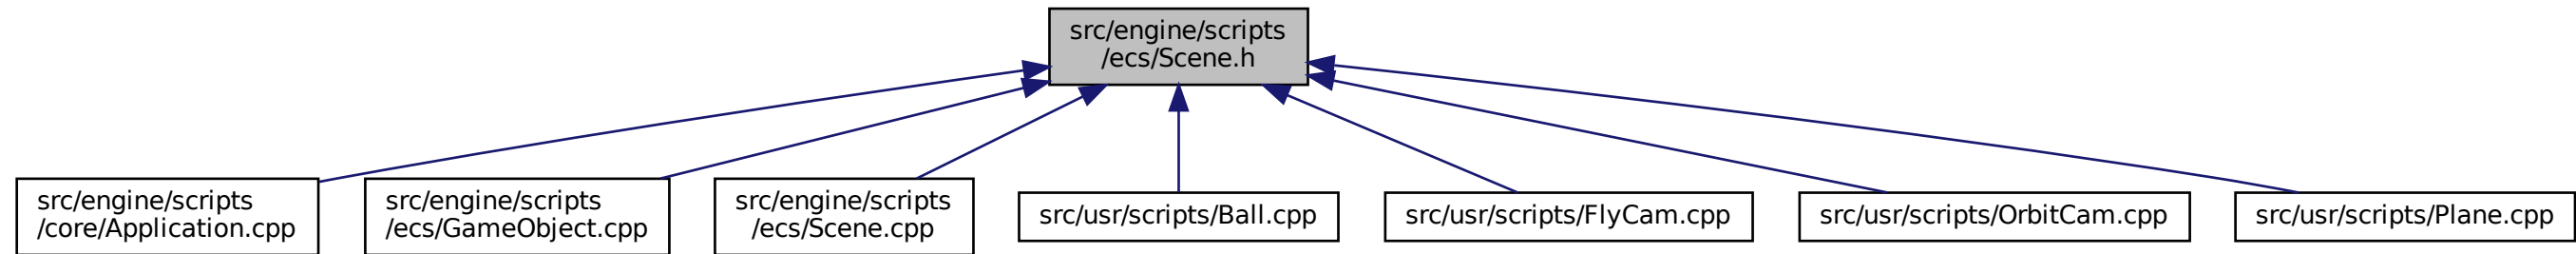 src/engine/scripts
/ecs/Scene.h
src/engine/scripts
/core/Application.cpp
src/engine/scripts
/ecs/GameObject.cpp
src/engine/scripts
/ecs/Scene.cpp
src/usr/scripts/Ball.cpp
src/usr/scripts/FlyCam.cpp
src/usr/scripts/OrbitCam.cpp
src/usr/scripts/Plane.cpp